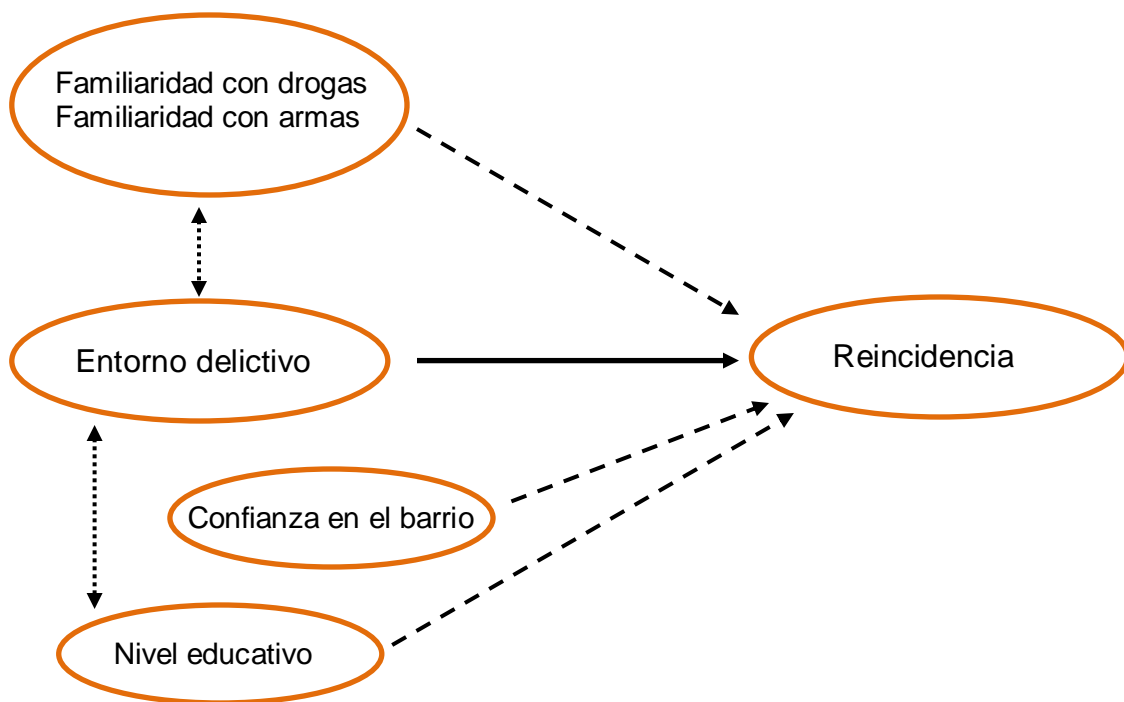 Familiaridad con drogas
Familiaridad con armas
Entorno delictivo
Reincidencia
Confianza en el barrio
Nivel educativo